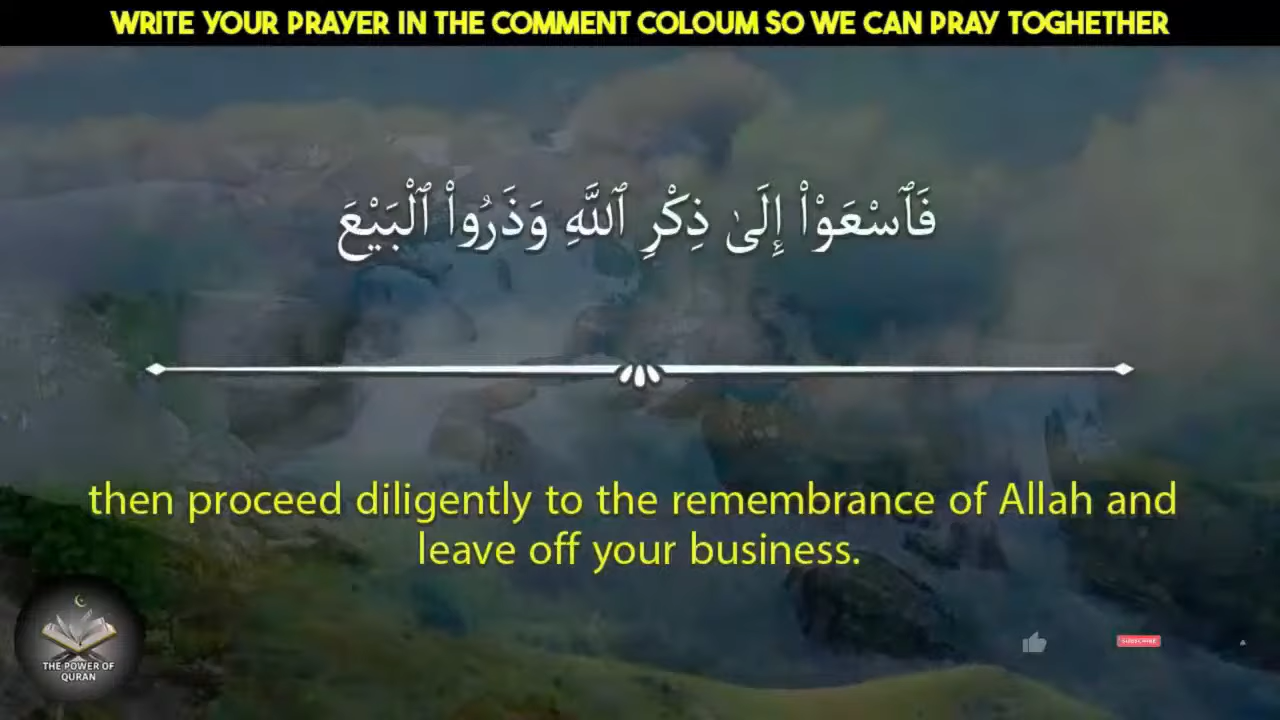 WRITE YOUR PRAYER IN THE COMMENT COLOUM SO WE CAN PRAY TOGHETHER
فَٱسْعَوْا۟ إِلَىٰ ذِكْرِ ٱللَّهِ وَذَرُوا۟ ٱلْبَيْعَ
then proceed diligently to the remembrance of Allah and
leave off your business.
THE POWER OF
QURAN
SUBSCRIBE